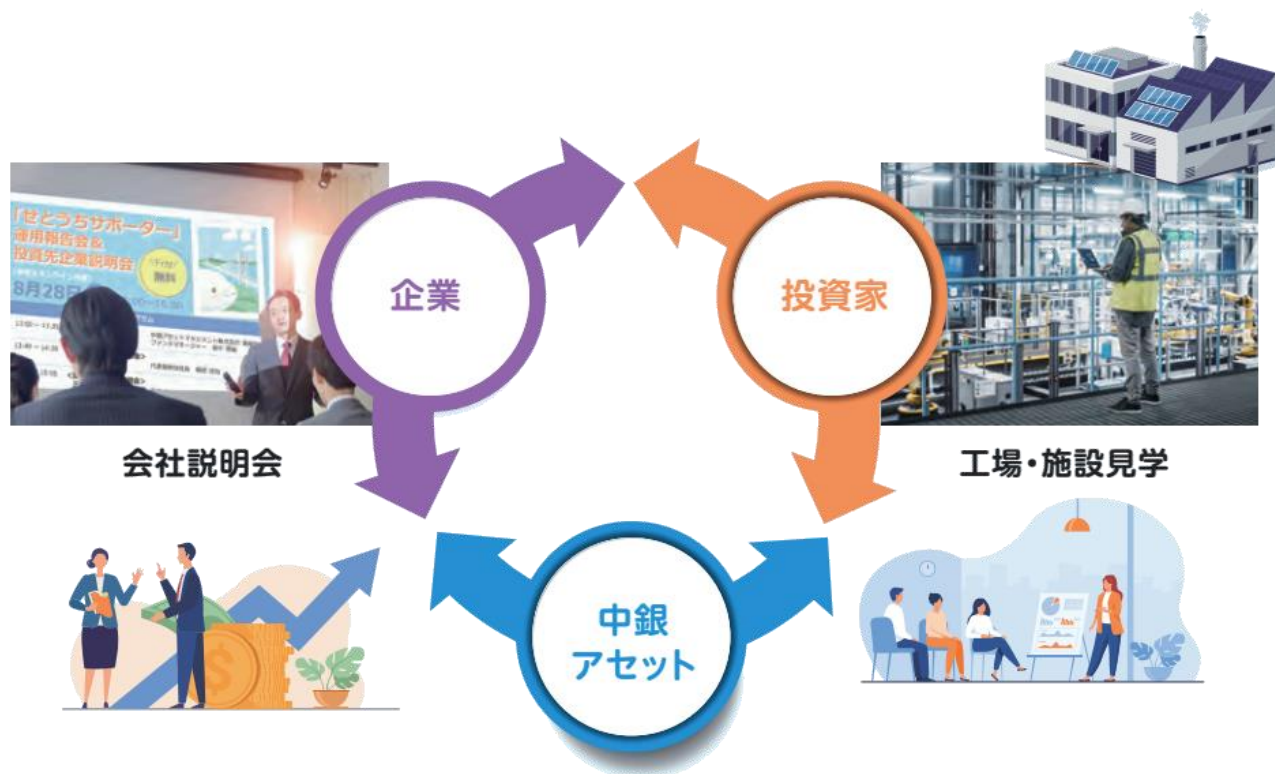 「せとうちサポーター」
運用報告会&
投資先企業説明会
無料
8月28日
企業
投資家
会社説明会
工場・施設見学
中銀
アセット